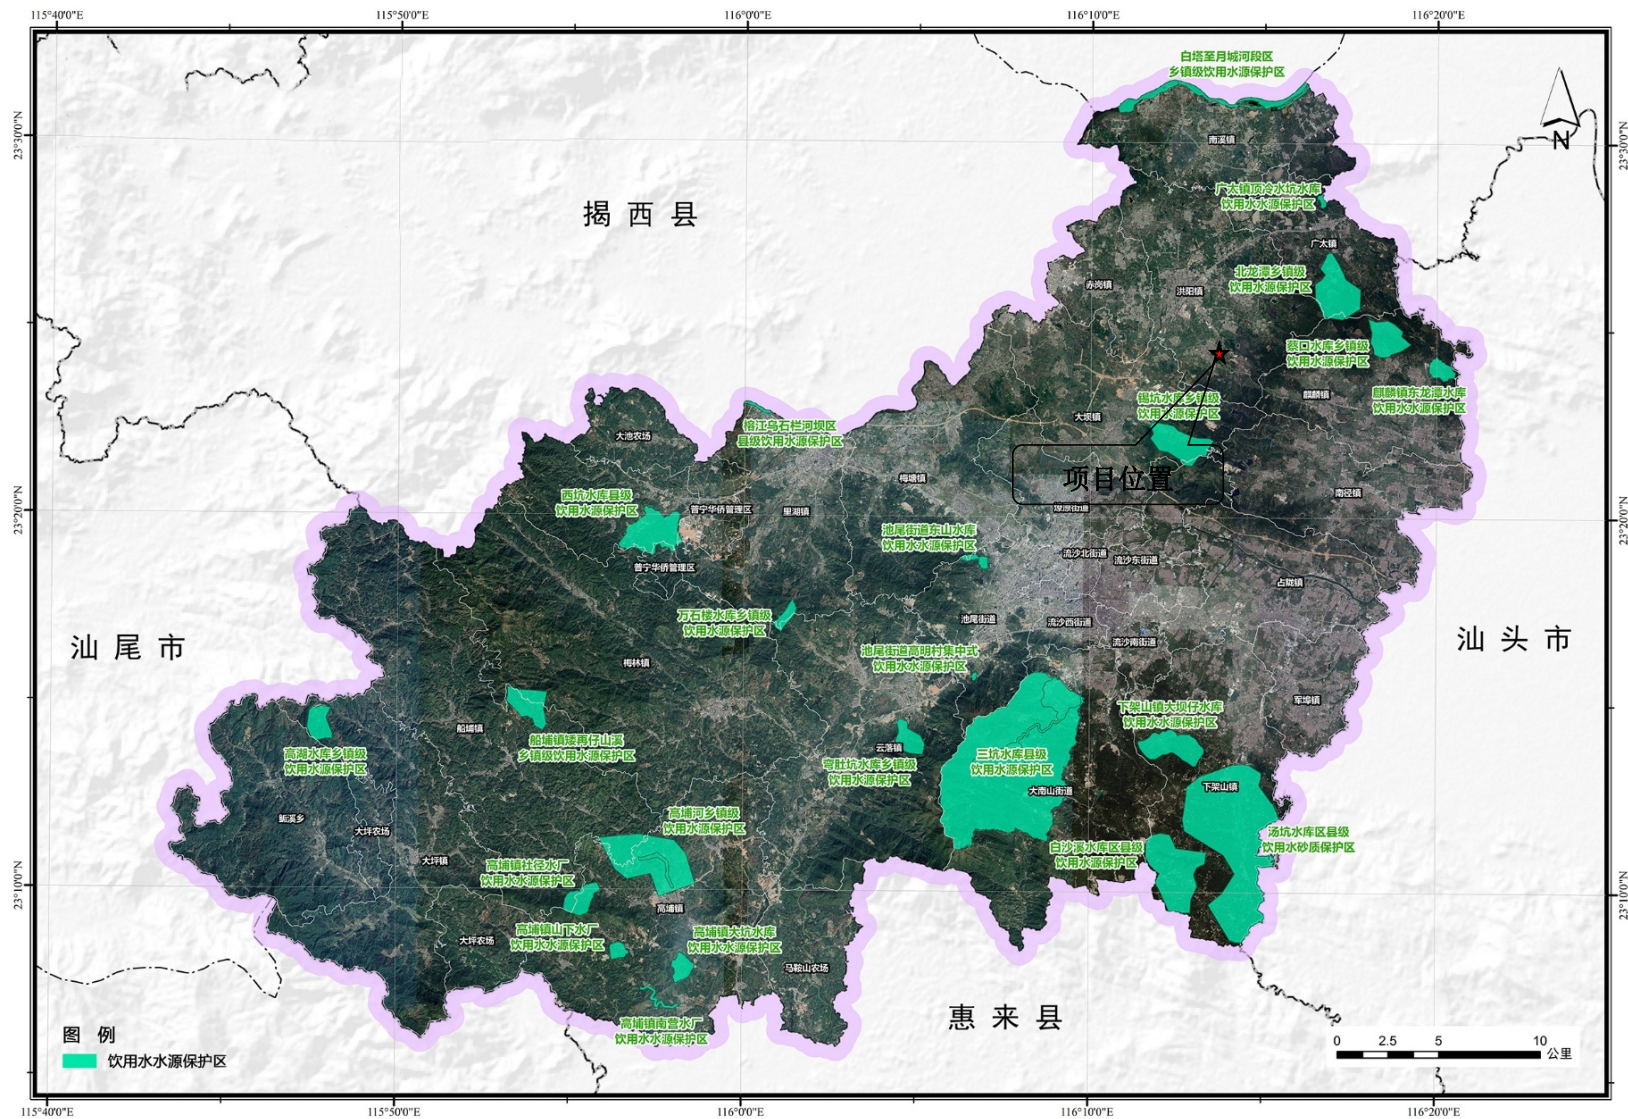 115°40'0"E
115°50'0"E
116°0'0"E
116°10'0"E
116°20'0"E
白塔至月城河段区
乡镇级饮用水源保护区
23°30'0"N
23°30'0"N
N
南溪镇
广太镇顶冷水坑水库
饮用水水源保护区
揭西县
广太镇
北龙潭乡镇级
饮用水源保护区
赤岗镇
洪阳镇
蔡口水库乡镇级
饮用水源保护区
麒麟镇
麒麟镇东龙潭水库
饮用水水源保护区
锡坑水库乡镇级
饮用水源保护区
大坝镇
榕江乌石栏河坝区
县级饮用水源保护区
大池农场
项目位置
梅塘镇
西坑水库县级
饮用水源保护区
普宁华侨管理区
里湖镇
南径镇
燎原街道
23°20'0"N
23°20'0"N
池尾街道东山水库
饮用水水源保护区
流沙北街道
流沙东街道
普宁华侨管理区
占陇镇
万石楼水库乡镇级
饮用水源保护区
池尾街道
流沙西街道
流沙南街道
汕尾市
汕头市
池尾街道高明村集中式
饮用水水源保护区
梅林镇
军埠镇
下架山镇大坝仔水库
饮用水水源保护区
船埔镇
船埔镇矮再仔山溪
乡镇级饮用水源保护区
高湖水库乡镇级
饮用水源保护区
云落镇
弯肚坑水库乡镇级
饮用水源保护区
三坑水库县级
饮用水源保护区
大南山街道
下架山镇
鲘溪乡
大坪农场
高埔河乡镇级
饮用水源保护区
汤坑水库区县级
饮用水砂质保护区
白沙溪水库区县级
饮用水源保护区
大坪镇
高埔镇社径水厂
饮用水水源保护区
23°10'0"N
23°10'0"N
高埔镇
高埔镇山下水厂
饮用水水源保护区
大坪农场
高埔镇大坑水库
饮用水水源保护区
马鞍山农场
惠来县
高埔镇南营水厂
饮用水水源保护区
图 例
饮用水水源保护区
0 2.5 5 10
公里
115°40'0"E
115°50'0"E
116°0'0"E
116°10'0"E
116°20'0"E